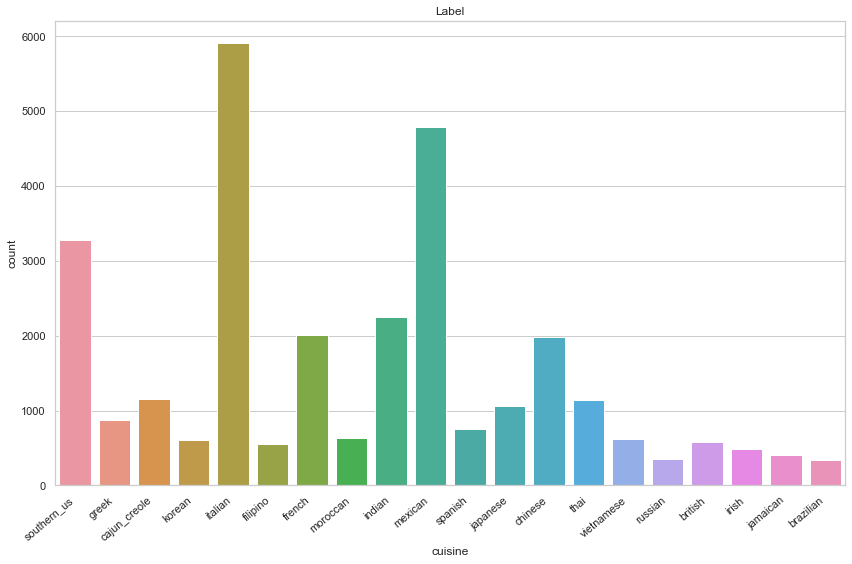 Label
6000
5000
4000
3000
2000
1000
0
count
southern_us
greek
cajun_creole
korean
italian
filipino
french
moroccan
indian
mexican
spanish
japanese
chinese
thai
vietnamese
russian
british
irish
jamaican
brazilian
cuisine